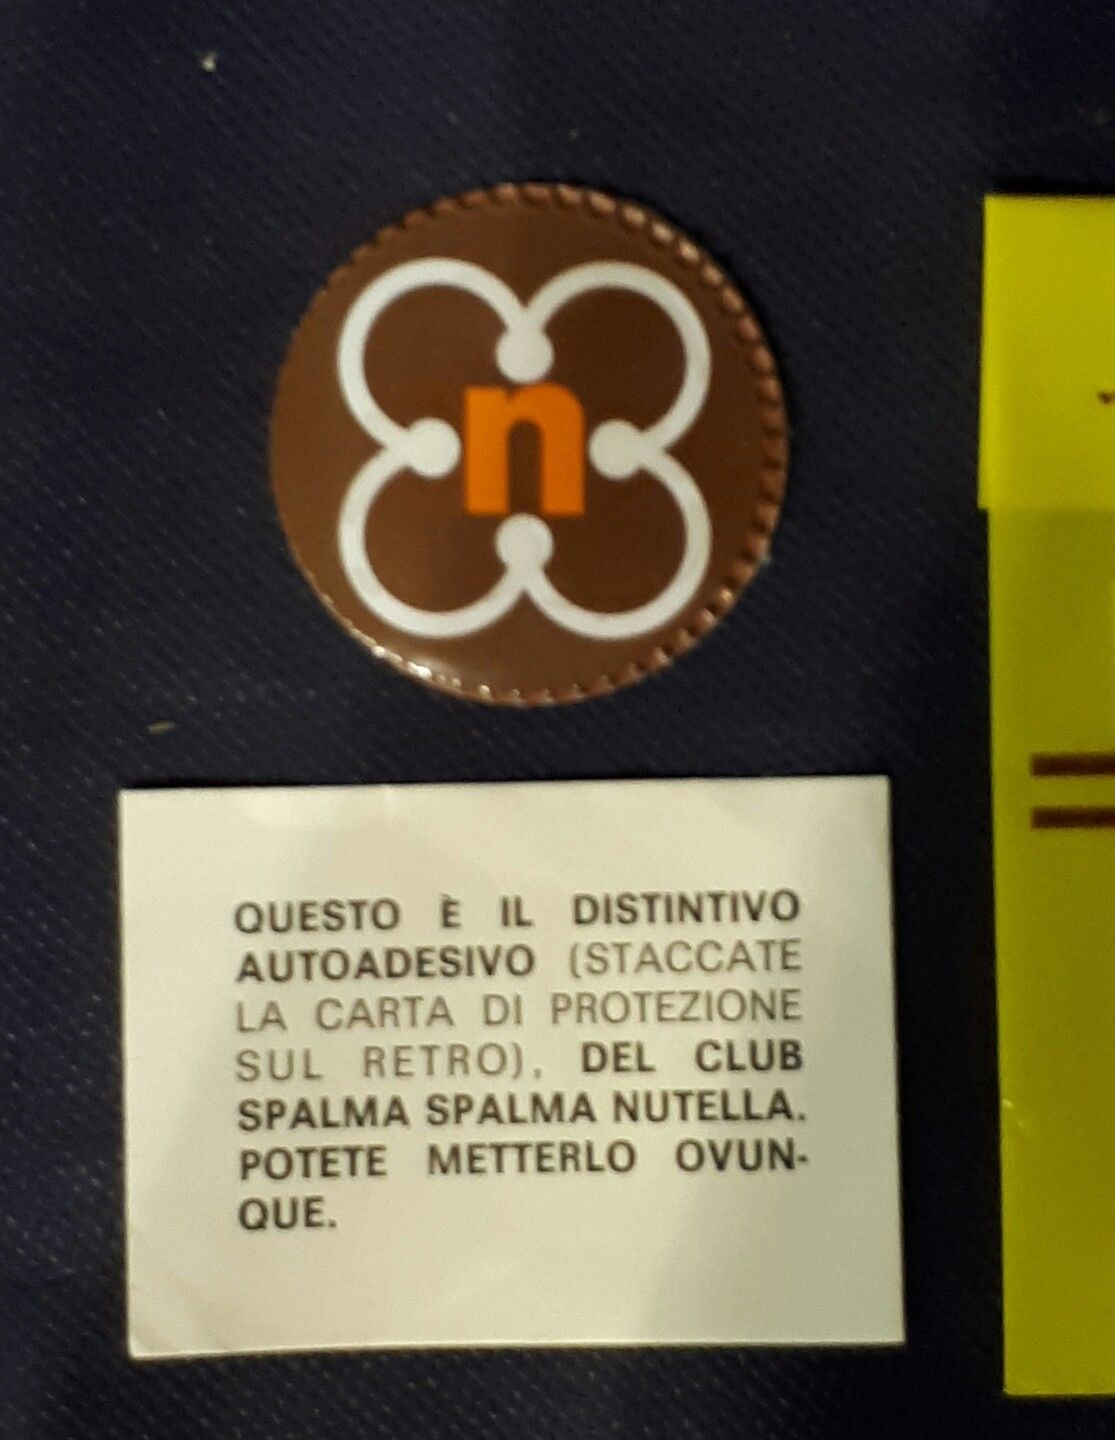 n
QUESTO È IL DISTINTIVO
AUTOADESIVO (STACCATE
LA CARTA DI PROTEZIONE
SUL RETRO), DEL CLUB
SPALMA SPALMA NUTELLA.
POTETE METTERLO OVUN-
QUE.